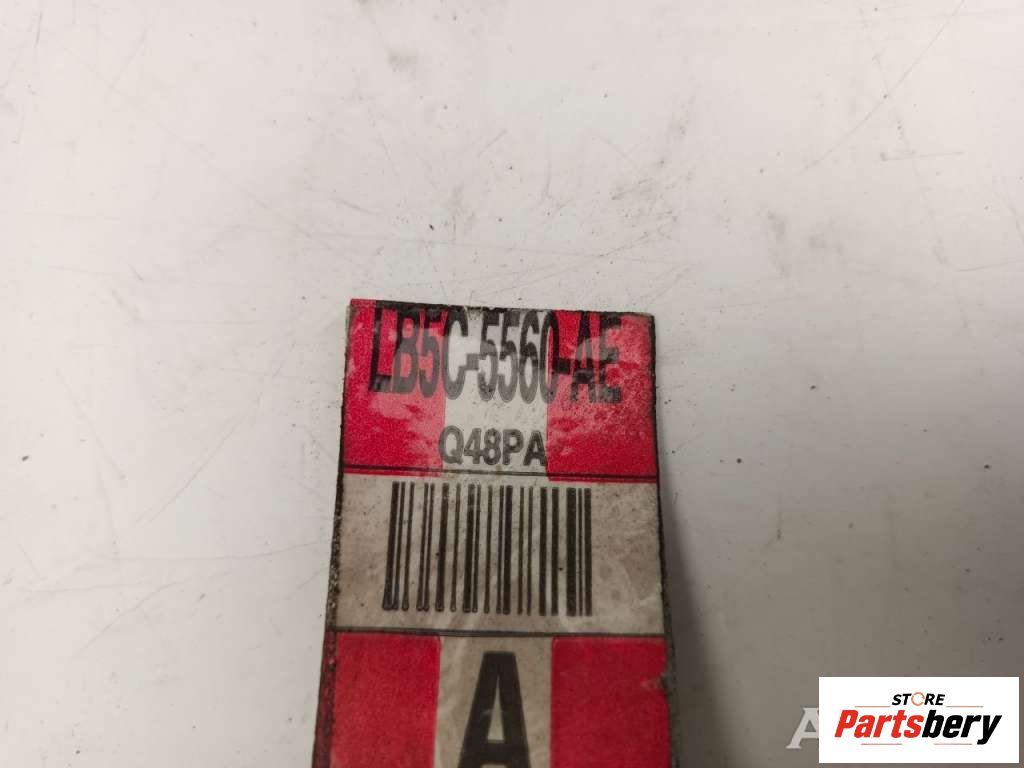 LB5C-5560-AE
Q48PA
A
A
STORE
Partsbery